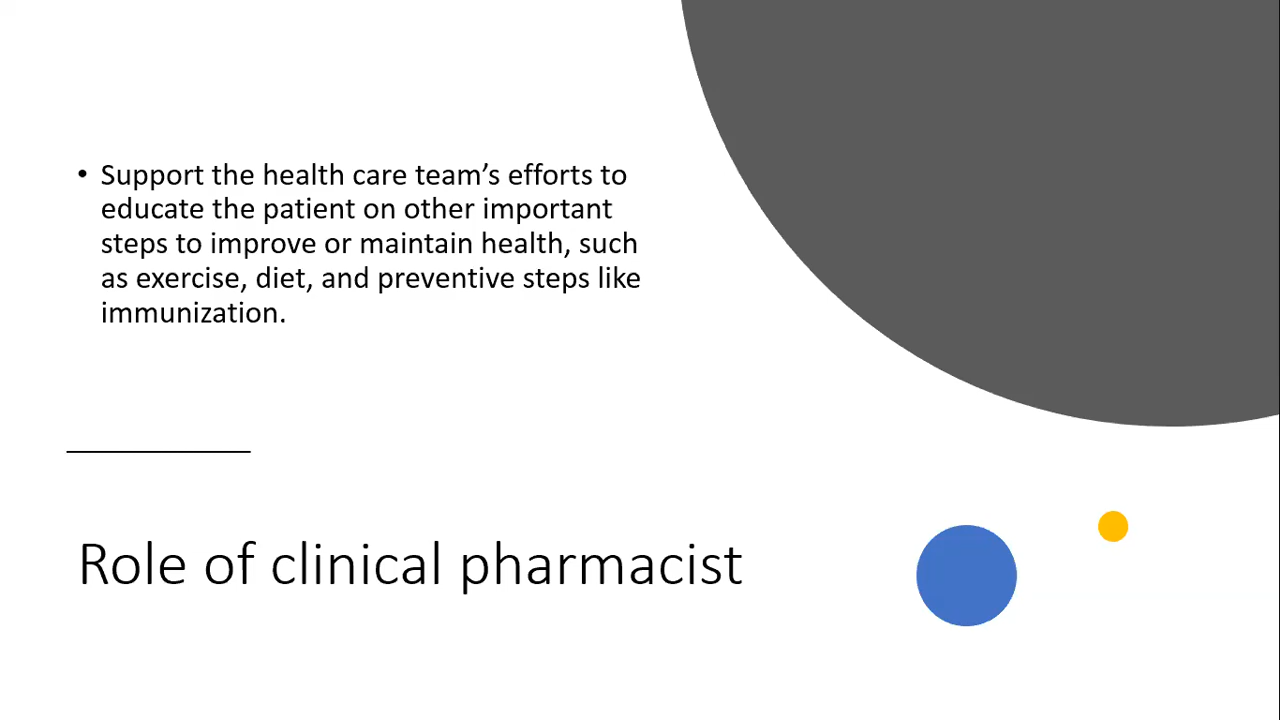 • Support the health care team’s efforts to
educate the patient on other important
steps to improve or maintain health, such
as exercise, diet, and preventive steps like
immunization.
Role of clinical pharmacist